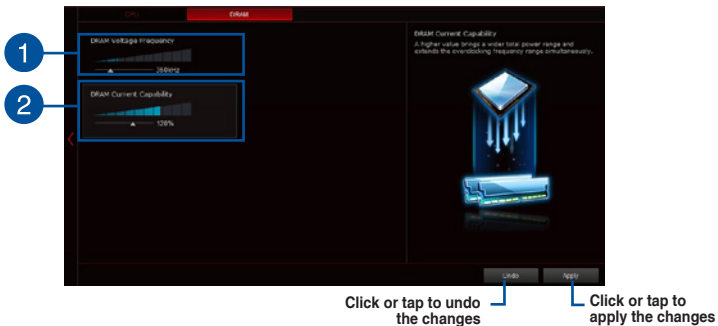 CPU
DRAM
1
DRAM Voltage Frequency
350kHz
2
DRAM Current Capability
120%
DRAM Current Capability
A higher value brings a wider total power range and
extends the overclocking frequency range simultaneously.
Undo
Apply
Click or tap to undo
the changes
Click or tap to
apply the changes